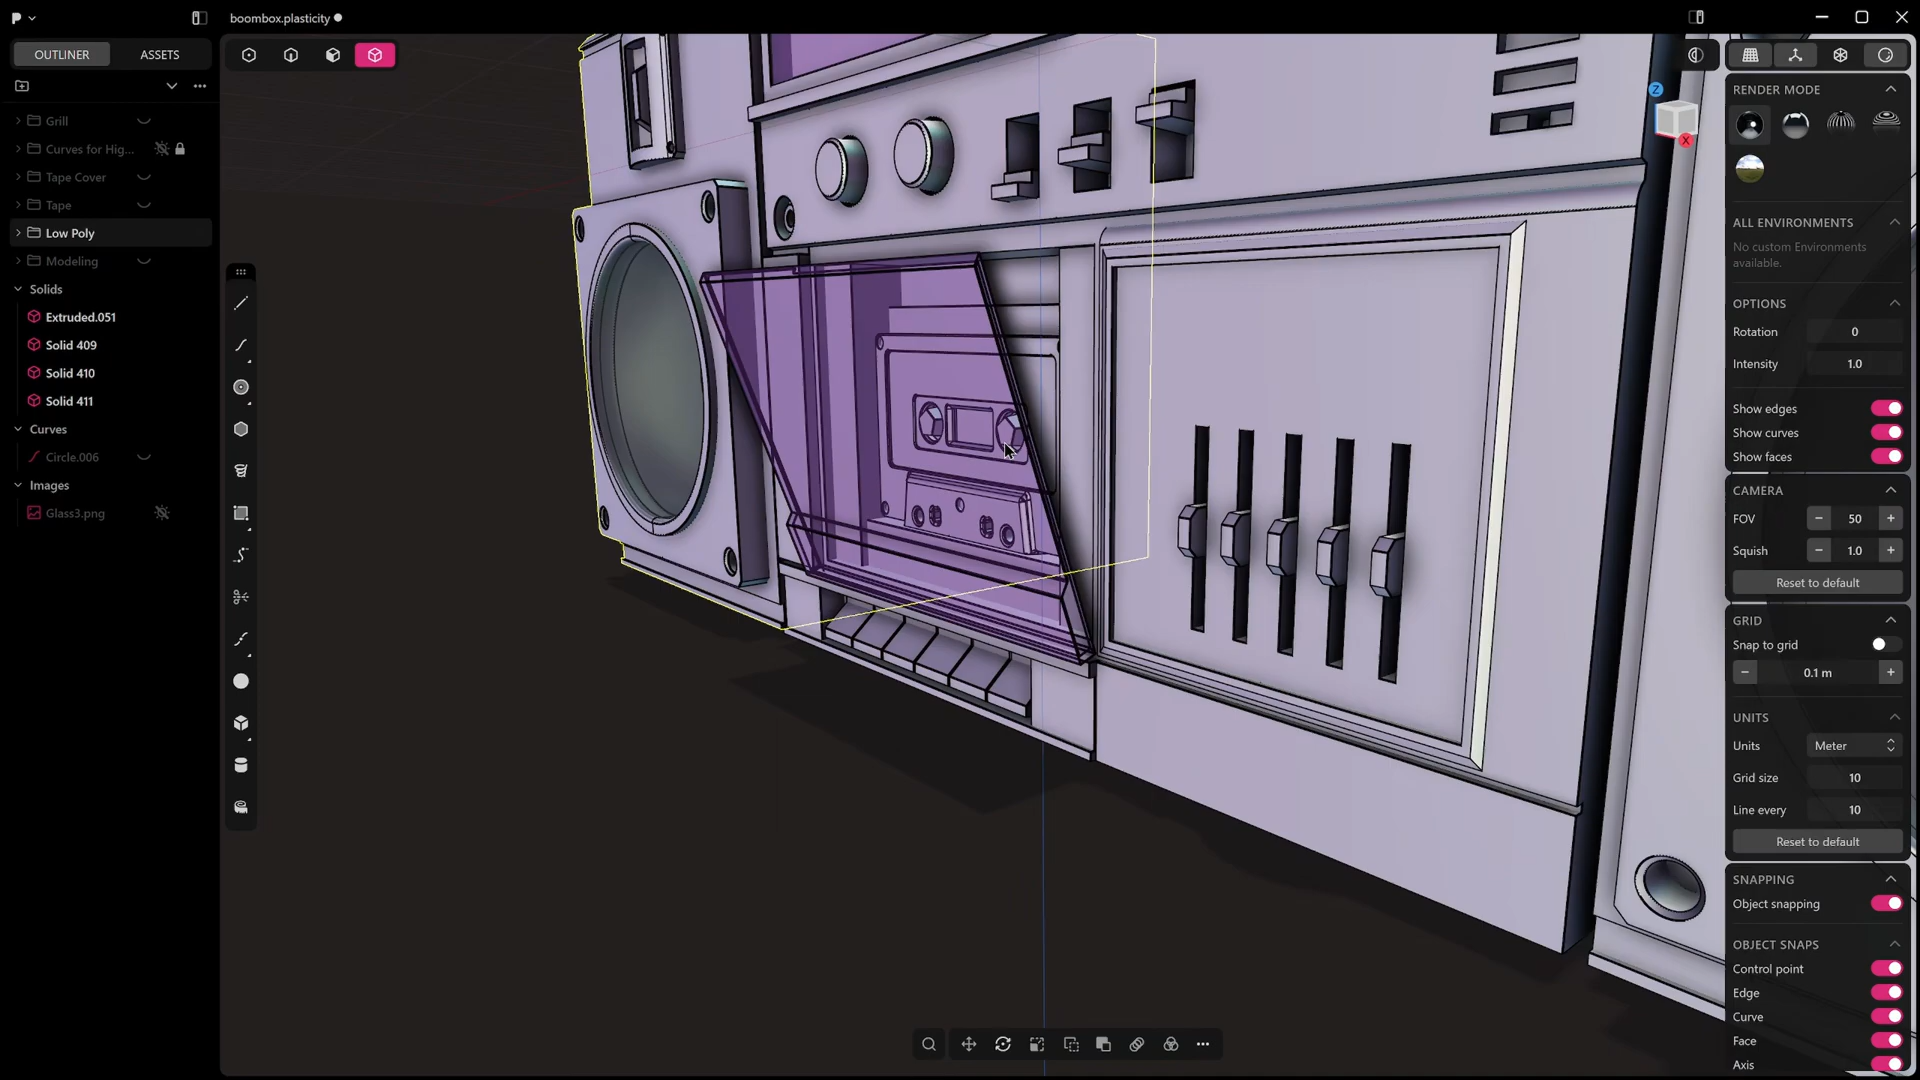 boombox.plasticity
OUTLINER
ASSETS
Grill
Curves for Hig...
Tape Cover
Tape
Low Poly
Modeling
Solids
Extruded.051
Solid 409
Solid 410
Solid 411
Curves
Circle.006
Images
Glass3.png
Z
X
RENDER MODE
ALL ENVIRONMENTS
No custom Environments
available.
OPTIONS
Rotation 0
Intensity 1.0
Show edges
Show curves
Show faces
CAMERA
FOV − 50 +
Squish − 1.0 +
Reset to default
GRID
Snap to grid
− 0.1 m +
UNITS
Units Meter
Grid size 10
Line every 10
Reset to default
SNAPPING
Object snapping
OBJECT SNAPS
Control point
Edge
Curve
Face
Axis